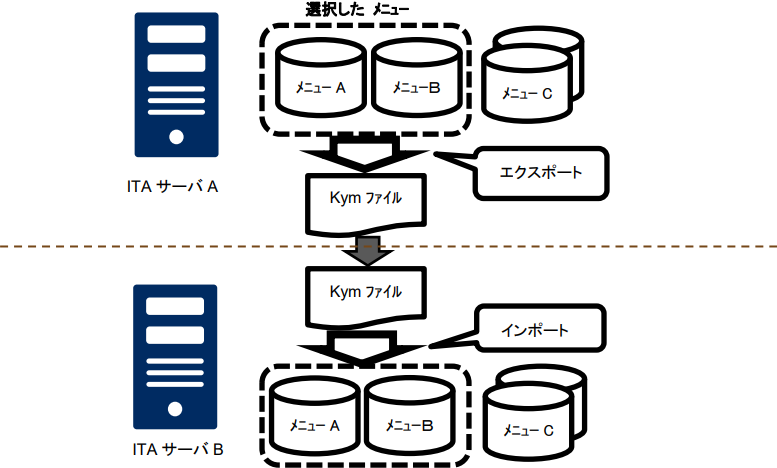 選択した ﾒﾆｭｰ
ﾒﾆｭｰ A
ﾒﾆｭｰB
ﾒﾆｭｰ C
ITA サーバ A
エクスポート
Kym ﾌｧｲﾙ
Kym ﾌｧｲﾙ
インポート
ﾒﾆｭｰ A
ﾒﾆｭｰB
ﾒﾆｭｰ C
ITA サーバ B